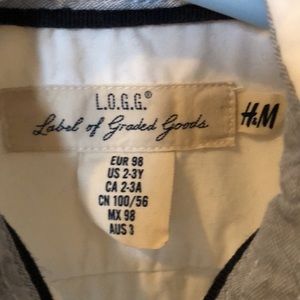 L.O.G.G.®
Label of Graded Goods
H&M
EUR 98
US 2-3Y
CA 2-3A
CN 100/56
MX 98
AUS 3